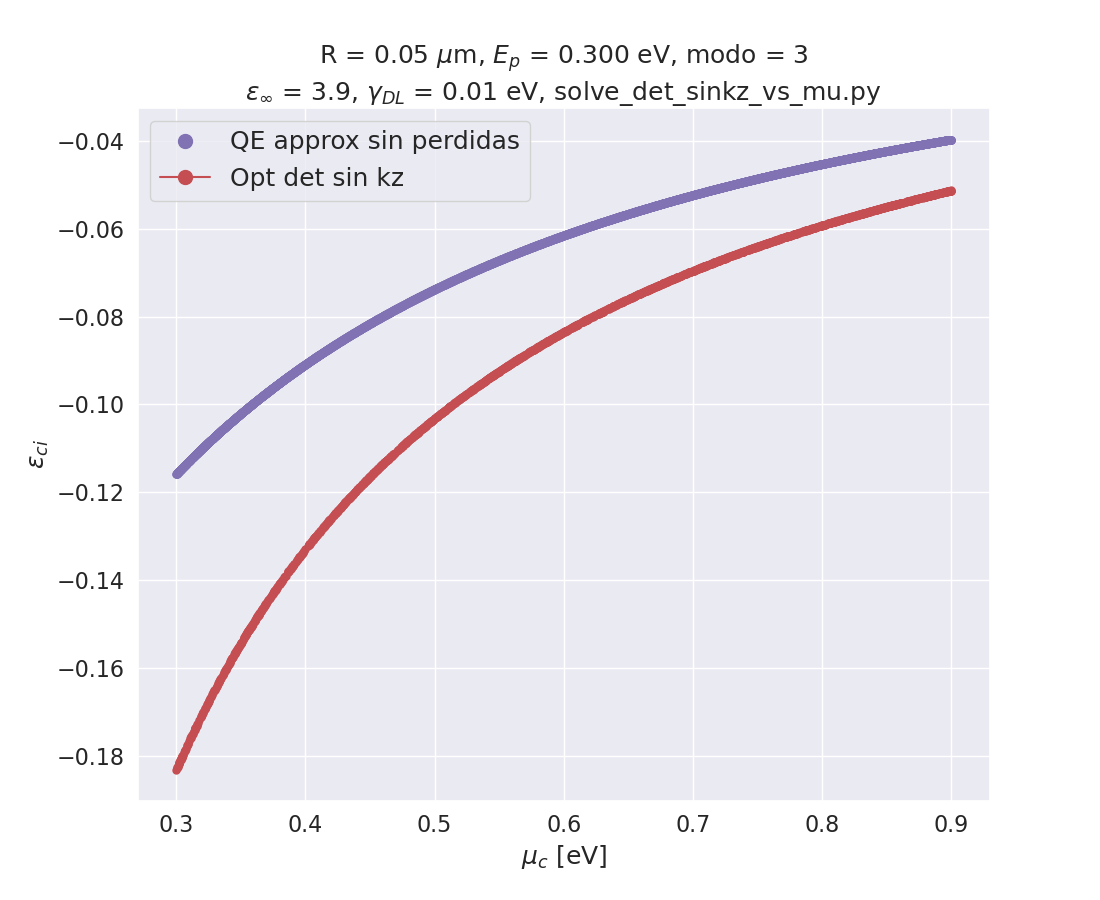 R = 0.05 μm, E_p = 0.300 eV, modo = 3
ε_∞ = 3.9, γ_DL = 0.01 eV, solve_det_sinkz_vs_mu.py
QE approx sin perdidas
Opt det sin kz
−0.04
−0.06
−0.08
−0.10
−0.12
−0.14
−0.16
−0.18
ε_ci
0.3 0.4 0.5 0.6 0.7 0.8 0.9
μ_c [eV]